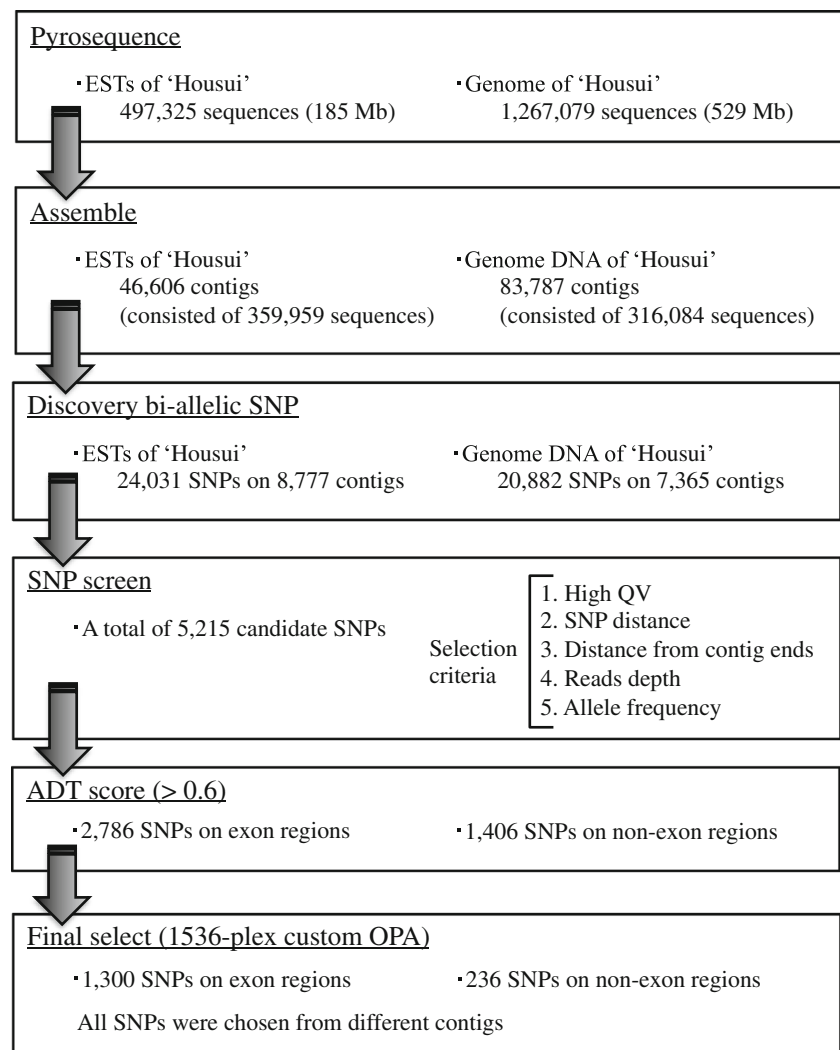 Pyrosequence
・ESTs of ‘Housui’
497,325 sequences (185 Mb)
・Genome of ‘Housui’
1,267,079 sequences (529 Mb)
Assemble
・ESTs of ‘Housui’
46,606 contigs
(consisted of 359,959 sequences)
・Genome DNA of ‘Housui’
83,787 contigs
(consisted of 316,084 sequences)
Discovery bi-allelic SNP
・ESTs of ‘Housui’
24,031 SNPs on 8,777 contigs
・Genome DNA of ‘Housui’
20,882 SNPs on 7,365 contigs
SNP screen
・A total of 5,215 candidate SNPs
Selection
criteria
1. High QV
2. SNP distance
3. Distance from contig ends
4. Reads depth
5. Allele frequency
ADT score (> 0.6)
・2,786 SNPs on exon regions
・1,406 SNPs on non-exon regions
Final select (1536-plex custom OPA)
・1,300 SNPs on exon regions
・236 SNPs on non-exon regions
All SNPs were chosen from different contigs